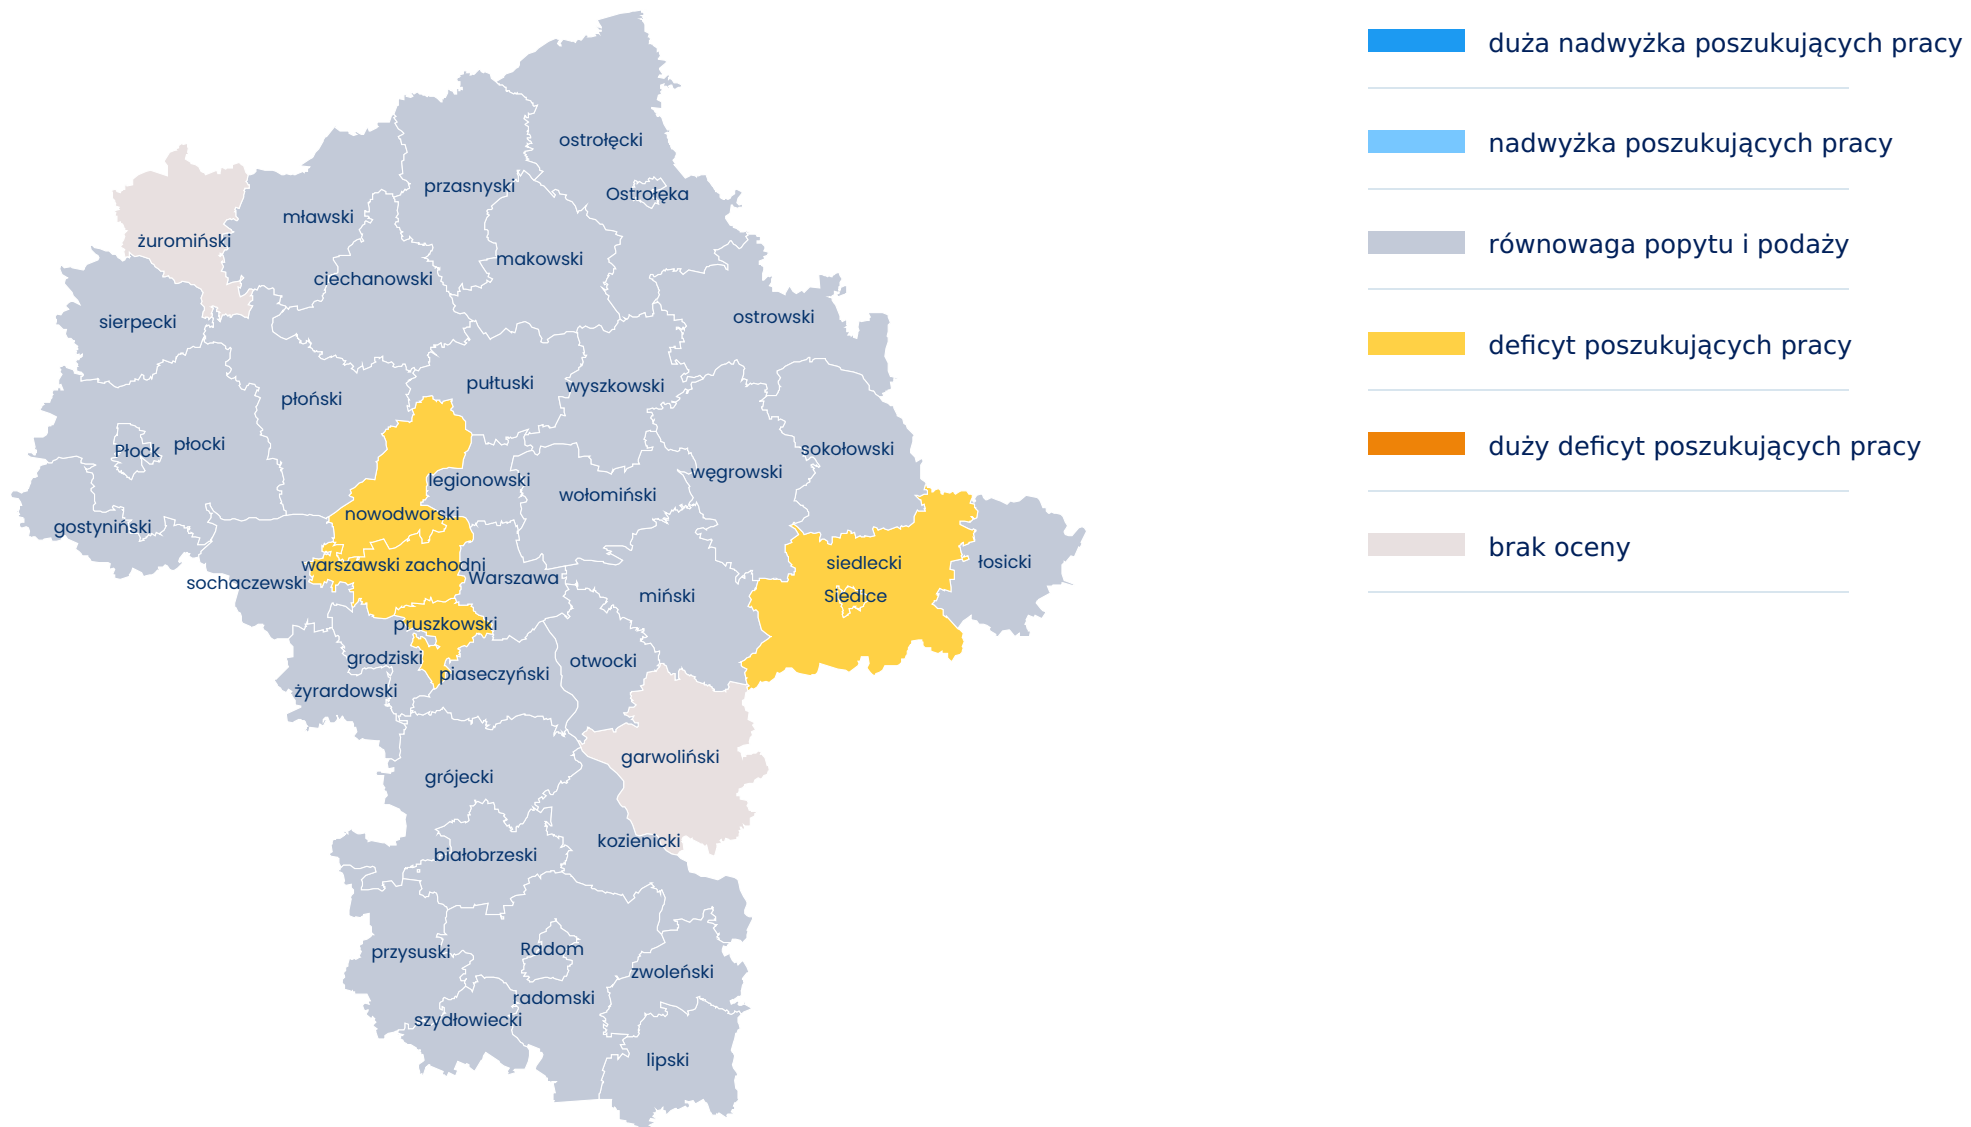 ostrołęcki
przasnyski
Ostrołęka
mławski
żuromiński
makowski
ciechanowski
ostrowski
sierpecki
pułtuski
wyszkowski
płoński
płocki
Płock
sokołowski
węgrowski
legionowski
wołomiński
nowodworski
gostyniński
siedlecki
łosicki
warszawski zachodni
Warszawa
sochaczewski
miński
Siedlce
pruszkowski
grodziski
otwocki
piaseczyński
żyrardowski
garwoliński
grójecki
kozienicki
białobrzeski
Radom
przysuski
zwoleński
radomski
szydłowiecki
lipski
duża nadwyżka poszukujących pracy
nadwyżka poszukujących pracy
równowaga popytu i podaży
deficyt poszukujących pracy
duży deficyt poszukujących pracy
brak oceny